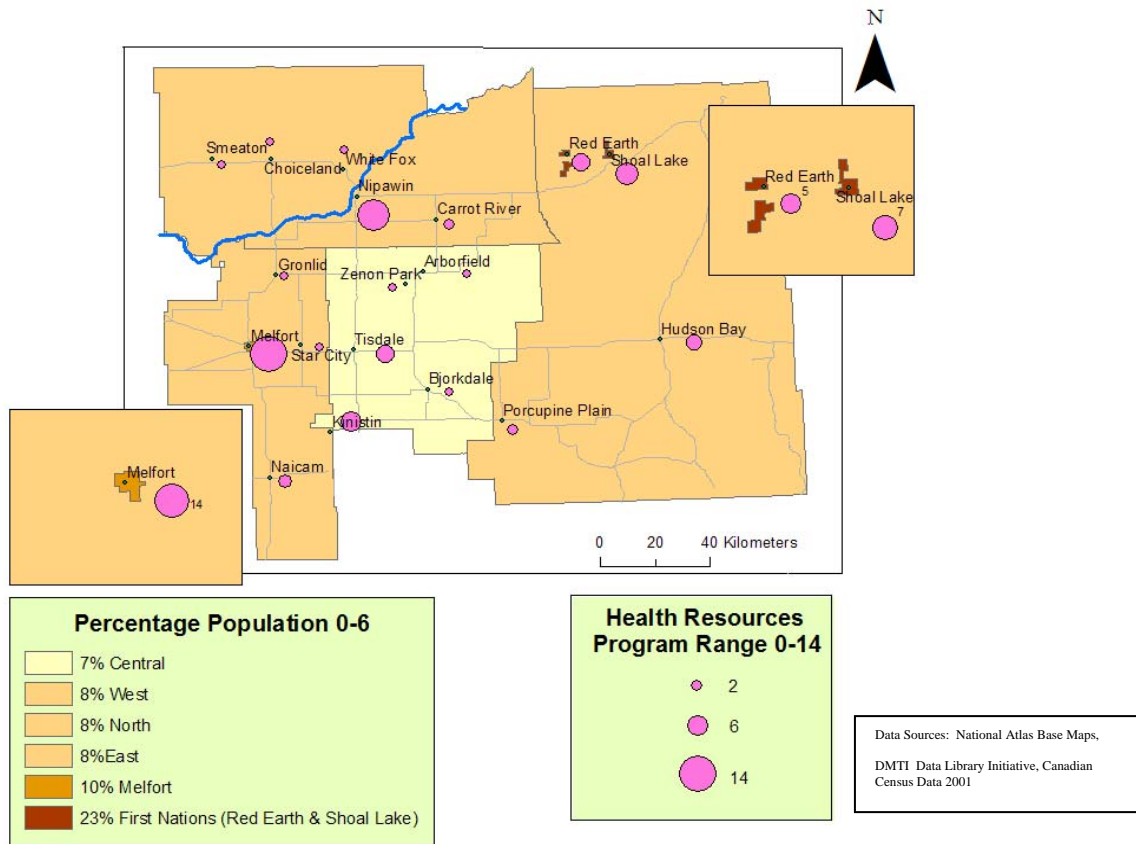 N
Smeaton
Choiceland
White Fox
Nipawin
Carrot River
Red Earth
Shoal Lake
Red Earth
5
Shoal Lake
7
Gronlid
Zenon Park
Arborfield
Melfort
Star City
Tisdale
Hudson Bay
Bjorkdale
Porcupine Plain
Kinistin
Naicam
Melfort
14
0 20 40 Kilometers
Percentage Population 0-6
7% Central
8% West
8% North
8%East
10% Melfort
23% First Nations (Red Earth & Shoal Lake)
Health Resources
Program Range 0-14
2
6
14
Data Sources: National Atlas Base Maps,
DMTI Data Library Initiative, Canadian
Census Data 2001